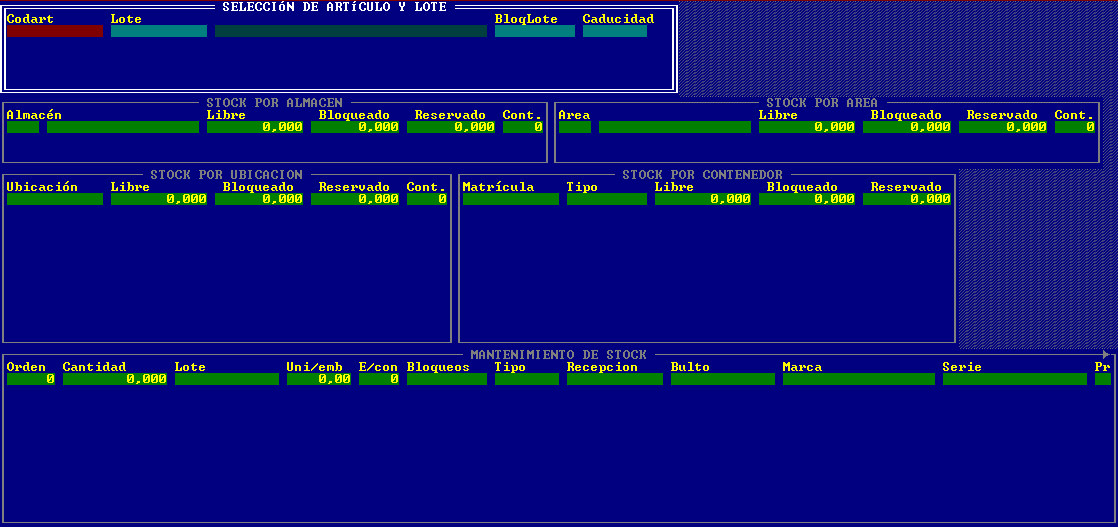 SELECCIÓN DE ARTÍCULO Y LOTE
Codart Lote BloqLote Caducidad
STOCK POR ALMACEN STOCK POR AREA
Almacén Libre Bloqueado Reservado Cont. Area Libre Bloqueado Reservado Cont.
0,000 0,000 0,000 0 0,000 0,000 0,000 0
STOCK POR UBICACION STOCK POR CONTENEDOR
Ubicación Libre Bloqueado Reservado Cont. Matrícula Tipo Libre Bloqueado Reservado
0,000 0,000 0,000 0 0,000 0,000 0,000
MANTENIMIENTO DE STOCK
Orden Cantidad Lote Uni/emb E/con Bloqueos Tipo Recepcion Bulto Marca Serie Pr
0 0,000 0,00 0